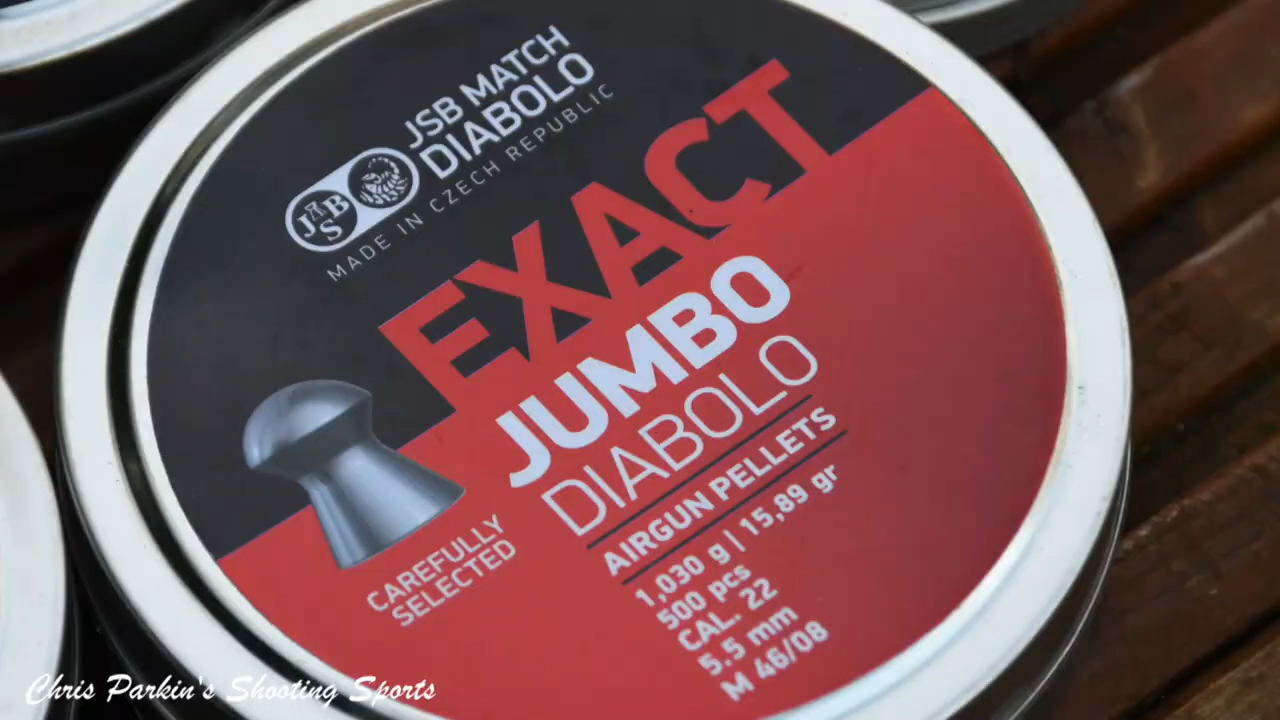 JSB MATCH
DIABOLO
MADE IN CZECH REPUBLIC
JSB
EXACT
JUMBO
DIABOLO
AIRGUN PELLETS
1,030 g | 15,89 gr
500 pcs
CAL. 22
5.5 mm
M 46/08
CAREFULLY
SELECTED
Chris Parkin's Shooting Sports